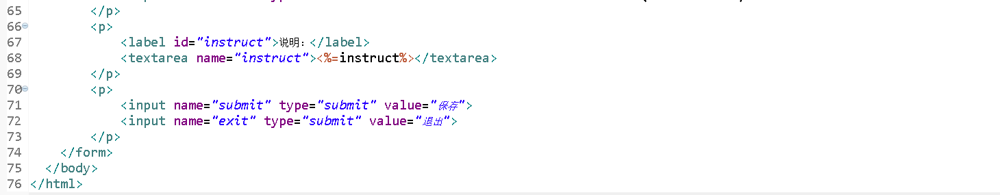 65 </p>
66 <p>
67 <label id="instruct">说明：</label>
68 <textarea name="instruct"><%=instruct%></textarea>
69 </p>
70 <p>
71 <input name="submit" type="submit" value="保存">
72 <input name="exit" type="submit" value="退出">
73 </p>
74 </form>
75 </body>
76 </html>